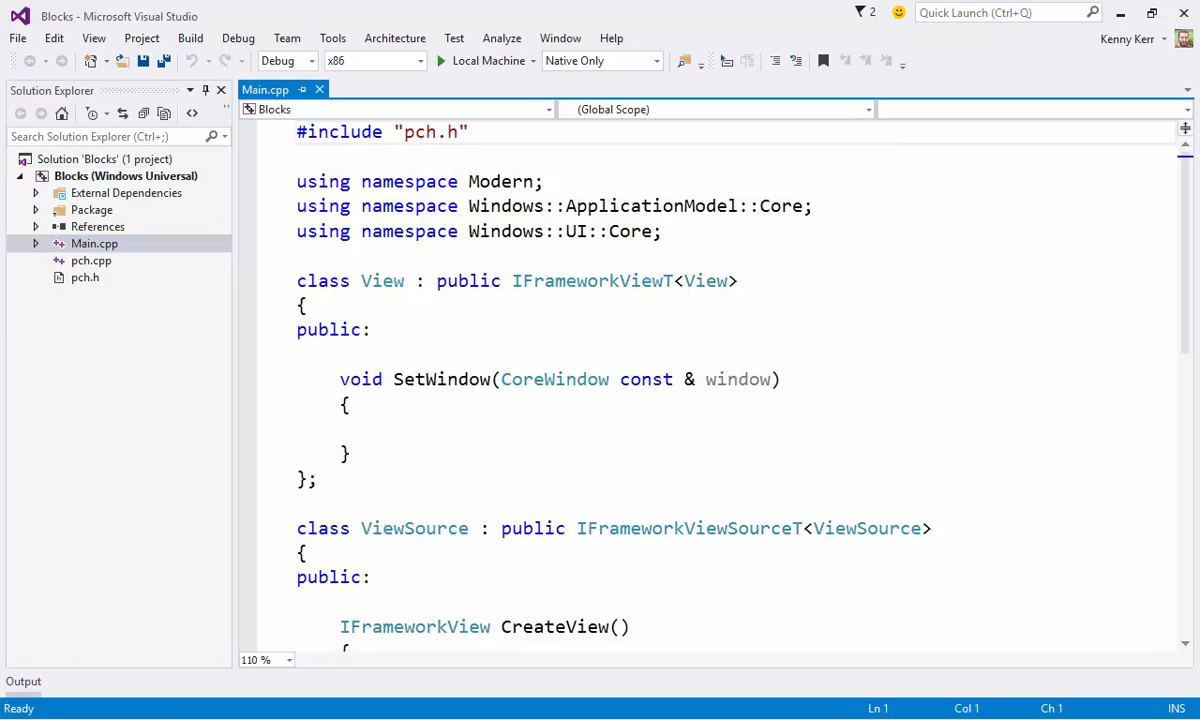 Blocks - Microsoft Visual Studio
2
Quick Launch (Ctrl+Q)
File Edit View Project Build Debug Team Tools Architecture Test Analyze Window Help
Kenny Kerr
Debug x86 Local Machine Native Only
Solution Explorer
Search Solution Explorer (Ctrl+;)
Solution 'Blocks' (1 project)
Blocks (Windows Universal)
External Dependencies
Package
References
Main.cpp
pch.cpp
pch.h
Main.cpp
Blocks (Global Scope)
#include "pch.h"
using namespace Modern;
using namespace Windows::ApplicationModel::Core;
using namespace Windows::UI::Core;
class View : public IFrameworkViewT<View>
{
public:
void SetWindow(CoreWindow const & window)
{
}
};
class ViewSource : public IFrameworkViewSourceT<ViewSource>
{
public:
IFrameworkView CreateView()
{
110 %
Output
Ready Ln 1 Col 1 Ch 1 INS